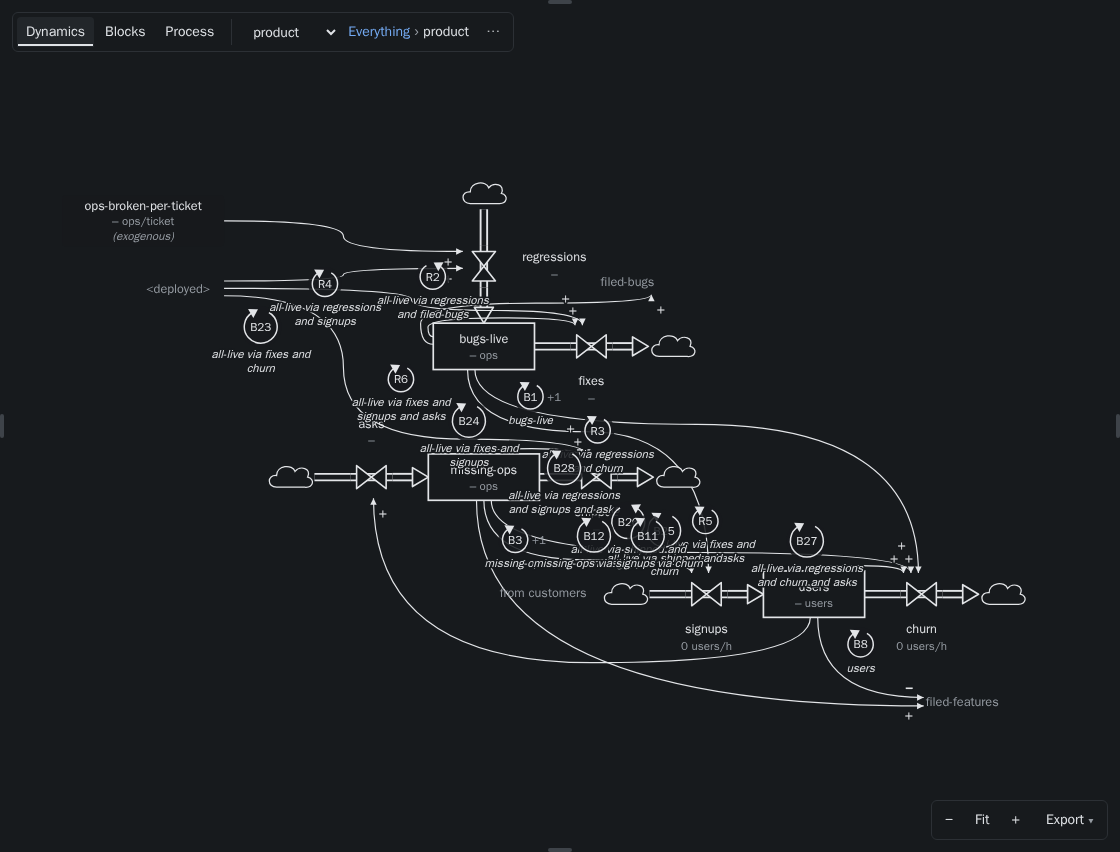 Dynamics
Blocks
Process
product
Everything › product
···
ops-broken-per-ticket
– ops/ticket
(exogenous)
regressions
–
filed-bugs
<deployed>
R4
all-live via regressions
and signups
R2
all-live via regressions
and filed-bugs
B23
all-live via fixes and
churn
bugs-live
– ops
fixes
–
R6
all-live via fixes and
signups and asks
B1 +1
bugs-live
B24
all-live via fixes and
signups
R3
asks
–
missing-ops
– ops
B28
all-live via regressions
and signups and asks
B3 +1
B12
B11
R5
B27
all-live via regressions
and churn and asks
from customers
users
– users
signups
0 users/h
churn
0 users/h
B8
users
filed-features
− Fit + Export ▾